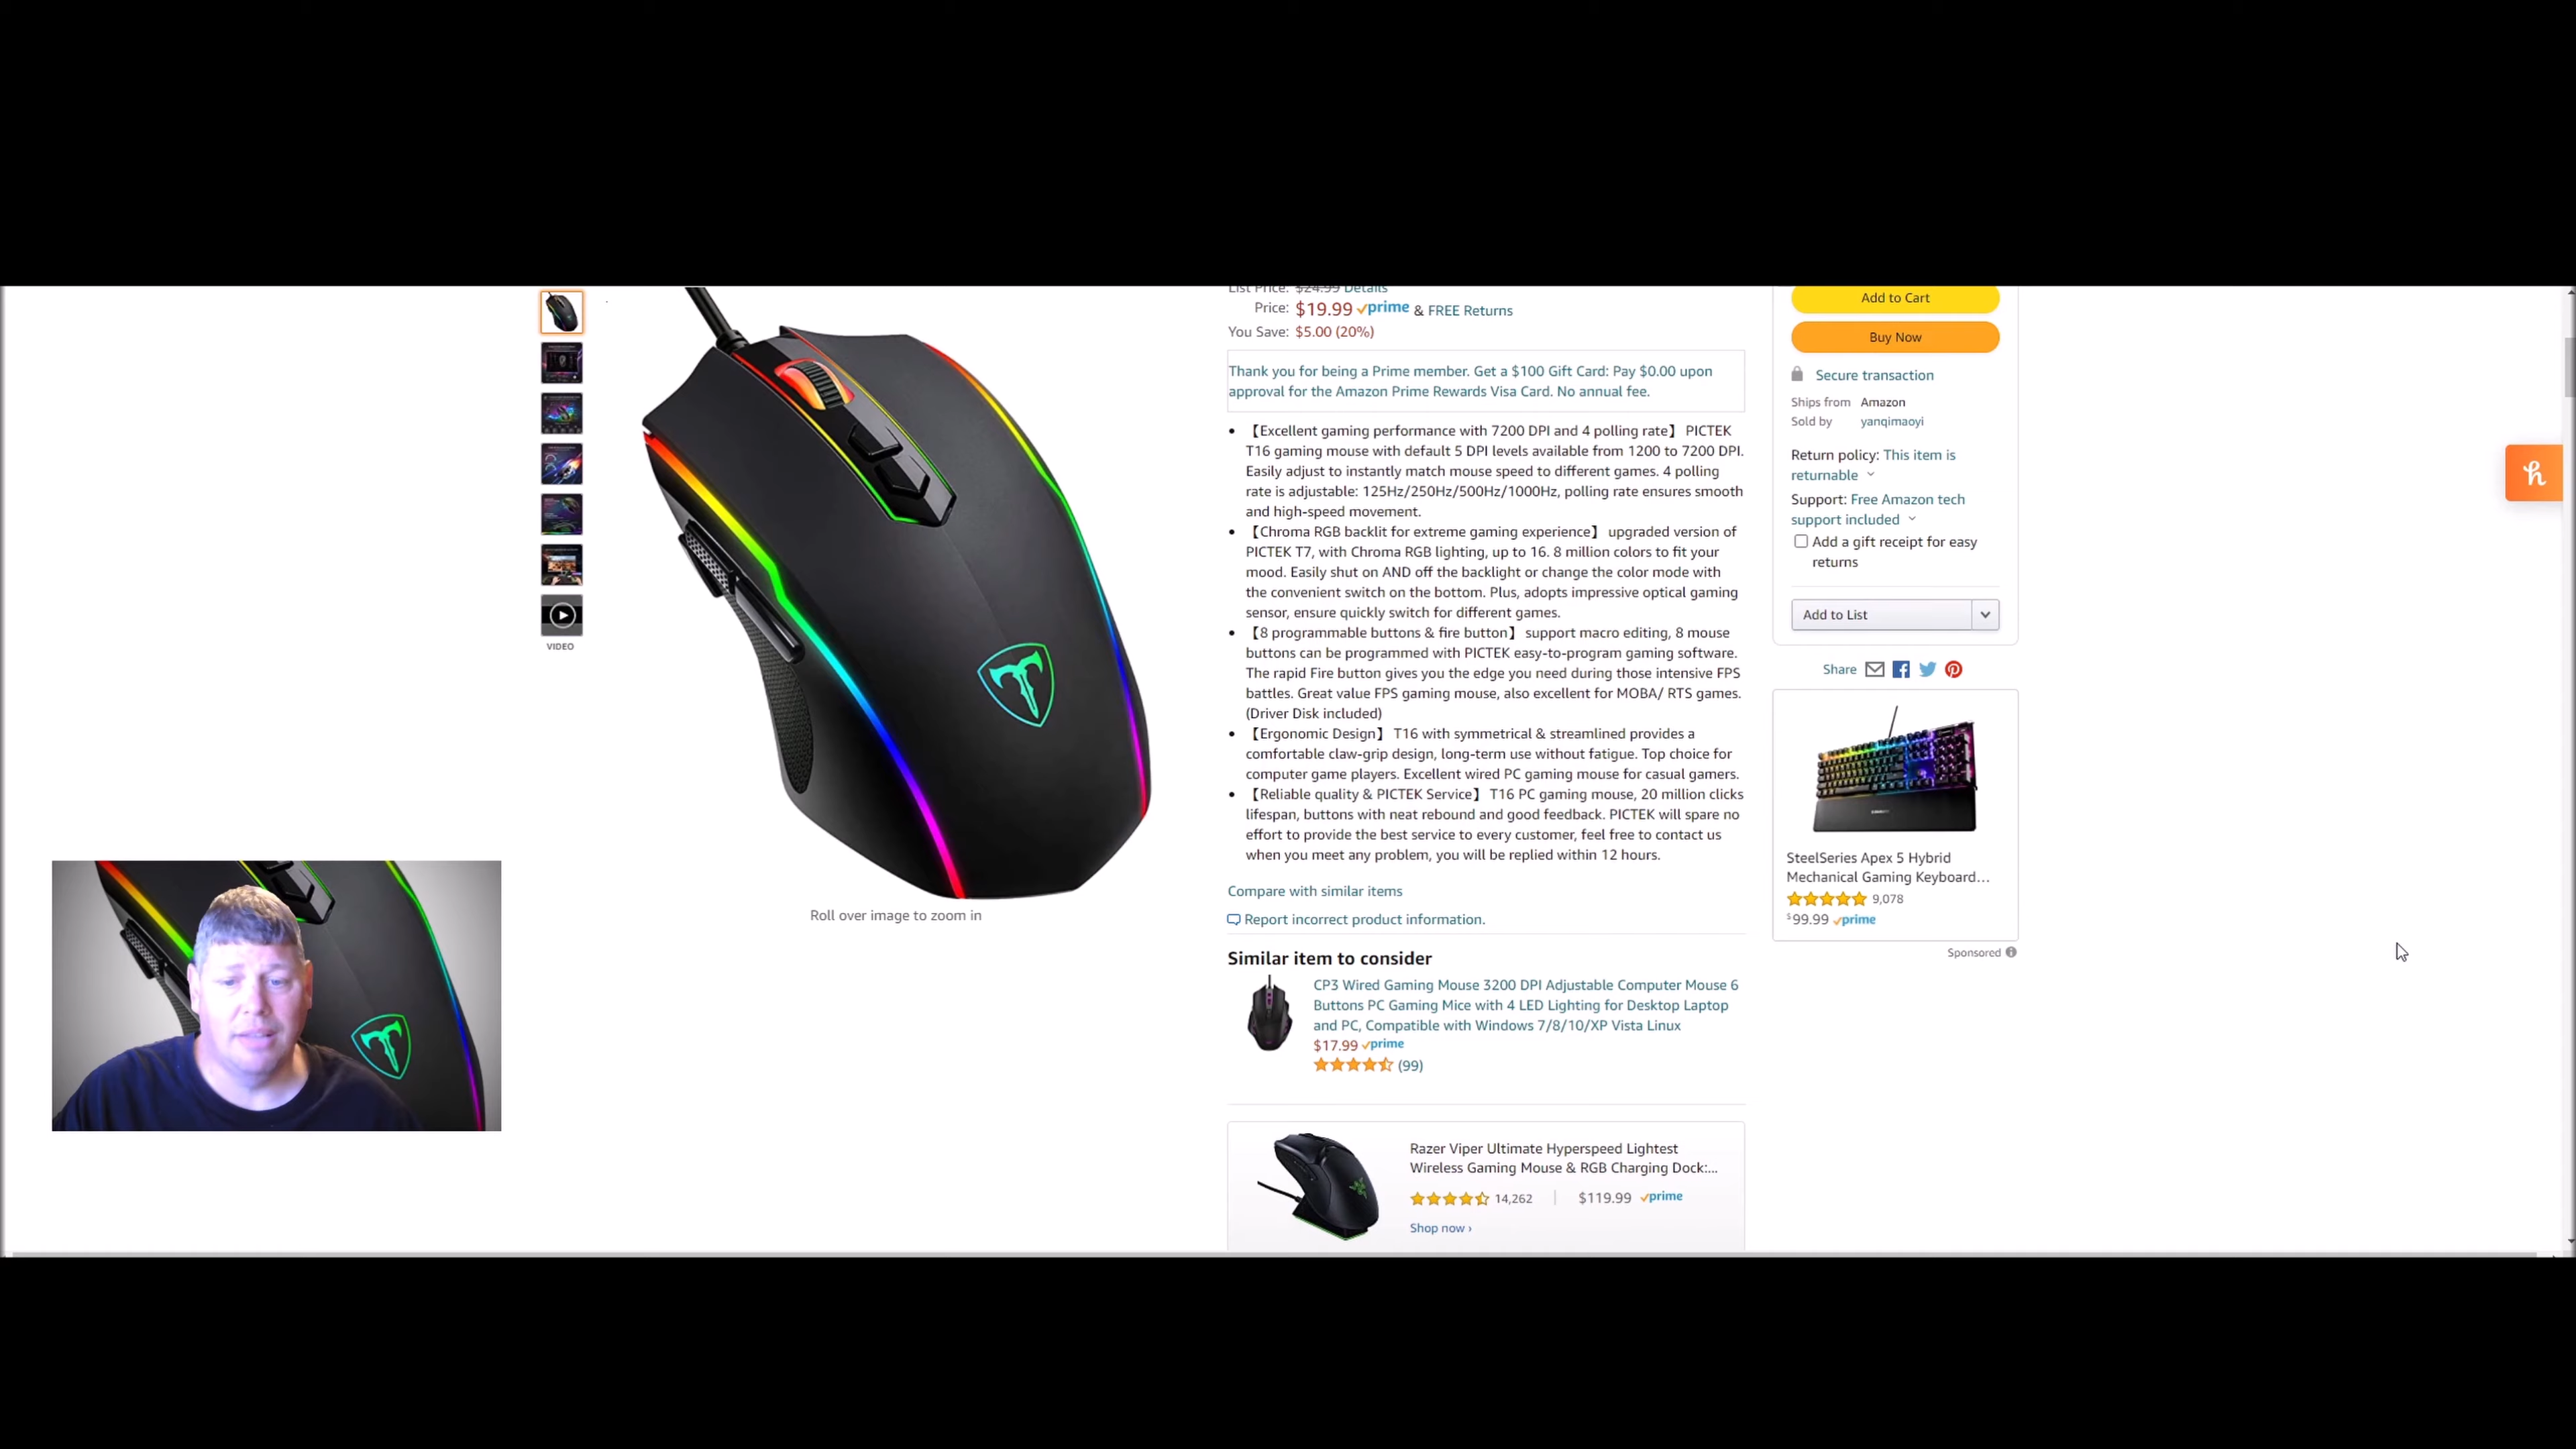 List Price: $24.99 Details
Price: $19.99 prime & FREE Returns
You Save: $5.00 (20%)
Thank you for being a Prime member. Get a $100 Gift Card: Pay $0.00 upon
approval for the Amazon Prime Rewards Visa Card. No annual fee.
【Excellent gaming performance with 7200 DPI and 4 polling rate】 PICTEK
T16 gaming mouse with default 5 DPI levels available from 1200 to 7200 DPI.
Easily adjust to instantly match mouse speed to different games. 4 polling
rate is adjustable: 125Hz/250Hz/500Hz/1000Hz, polling rate ensures smooth
and high-speed movement.
【Chroma RGB backlit for extreme gaming experience】 upgraded version of
PICTEK T7, with Chroma RGB lighting, up to 16. 8 million colors to fit your
mood. Easily shut on AND off the backlight or change the color mode with
the convenient switch on the bottom. Plus, adopts impressive optical gaming
sensor, ensure quickly switch for different games.
【8 programmable buttons & fire button】 support macro editing, 8 mouse
buttons can be programmed with PICTEK easy-to-program gaming software.
The rapid Fire button gives you the edge you need during those intensive FPS
battles. Great value FPS gaming mouse, also excellent for MOBA/ RTS games.
(Driver Disk included)
【Ergonomic Design】 T16 with symmetrical & streamlined provides a
comfortable claw-grip design, long-term use without fatigue. Top choice for
computer game players. Excellent wired PC gaming mouse for casual gamers.
【Reliable quality & PICTEK Service】 T16 PC gaming mouse, 20 million clicks
lifespan, buttons with neat rebound and good feedback. PICTEK will spare no
effort to provide the best service to every customer, feel free to contact us
when you meet any problem, you will be replied within 12 hours.
Compare with similar items
Report incorrect product information.
Similar item to consider
CP3 Wired Gaming Mouse 3200 DPI Adjustable Computer Mouse 6
Buttons PC Gaming Mice with 4 LED Lighting for Desktop Laptop
and PC, Compatible with Windows 7/8/10/XP Vista Linux
$17.99 prime
(99)
Razer Viper Ultimate Hyperspeed Lightest
Wireless Gaming Mouse & RGB Charging Dock:...
14,262 | $119.99 prime
Shop now ›
VIDEO
Roll over image to zoom in
Add to Cart
Buy Now
Secure transaction
Ships from Amazon
Sold by yanqimaoyi
Return policy: This item is
returnable
Support: Free Amazon tech
support included
Add a gift receipt for easy
returns
Add to List
Share
SteelSeries Apex 5 Hybrid
Mechanical Gaming Keyboard...
9,078
$99.99 prime
Sponsored